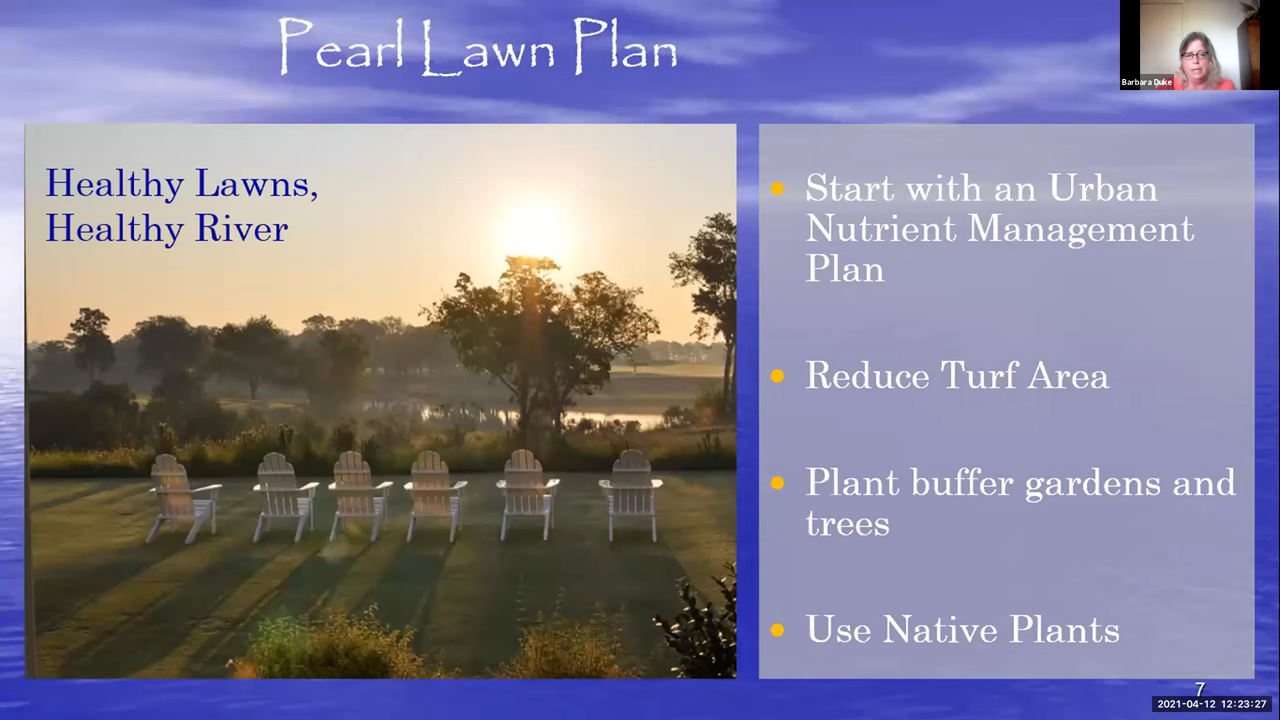 Pearl Lawn Plan
Barbara Duke
Healthy Lawns,
Healthy River
Start with an Urban
Nutrient Management
Plan
Reduce Turf Area
Plant buffer gardens and
trees
Use Native Plants
7
2021-04-12 12:23:27